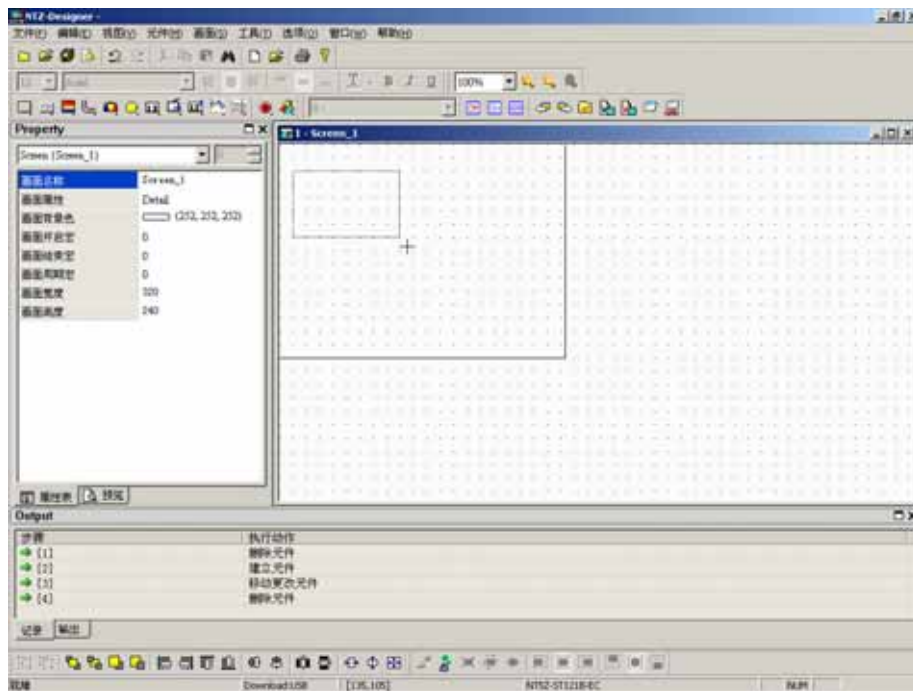 NTZ-Designer -
文件(F) 编辑(E) 视图(V) 元件(M) 画面(S) 工具(T) 选项(O) 窗口(W) 帮助(H)
100%
Property
Screen (Screen_1)
画面名称 Screen_1
画面属性 Detail
画面背景色 (252, 252, 252)
画面开启宏 0
画面结束宏 0
画面周期宏 0
画面宽度 320
画面高度 240
属性表 预览
1 - Screen_1
Output
步骤 执行动作
[1] 删除元件
[2] 建立元件
[3] 移动更改元件
[4] 删除元件
记录 输出
就绪 Download:USB [135,105] NUM